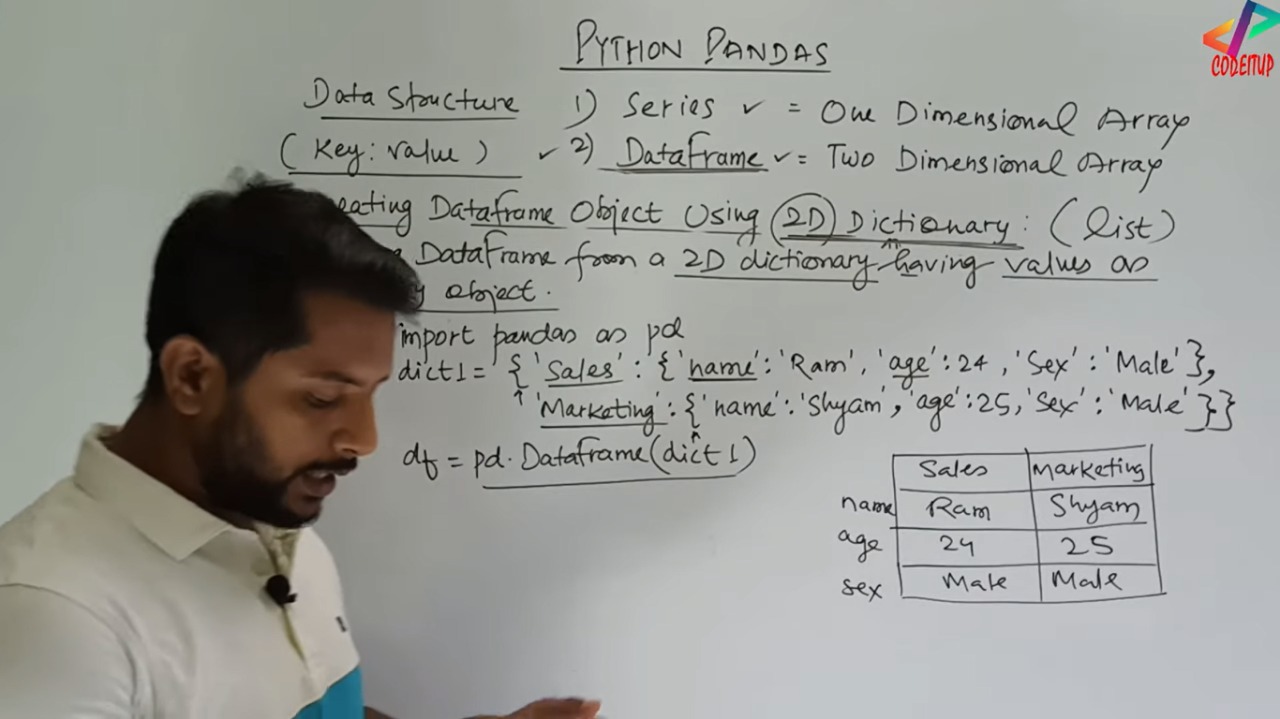 PYTHON PANDAS
CODEITUP
Data Structure 1) Series ✓ = One Dimensional Array
(Key: value) ✓ 2) DataFrame ✓ = Two Dimensional Array
eating Dataframe Object Using (2D) Dictionary: (list)
DataFrame from a 2D dictionary having values as
y object.
import pandas as pd
dict1 = {'Sales': {'name': 'Ram', 'age': 24, 'Sex': 'Male'},
'Marketing': {'name': 'Shyam', 'age': 25, 'Sex': 'Male'}}
df = pd.Dataframe(dict1)
Sales Marketing
name Ram Shyam
age 24 25
sex Male Male